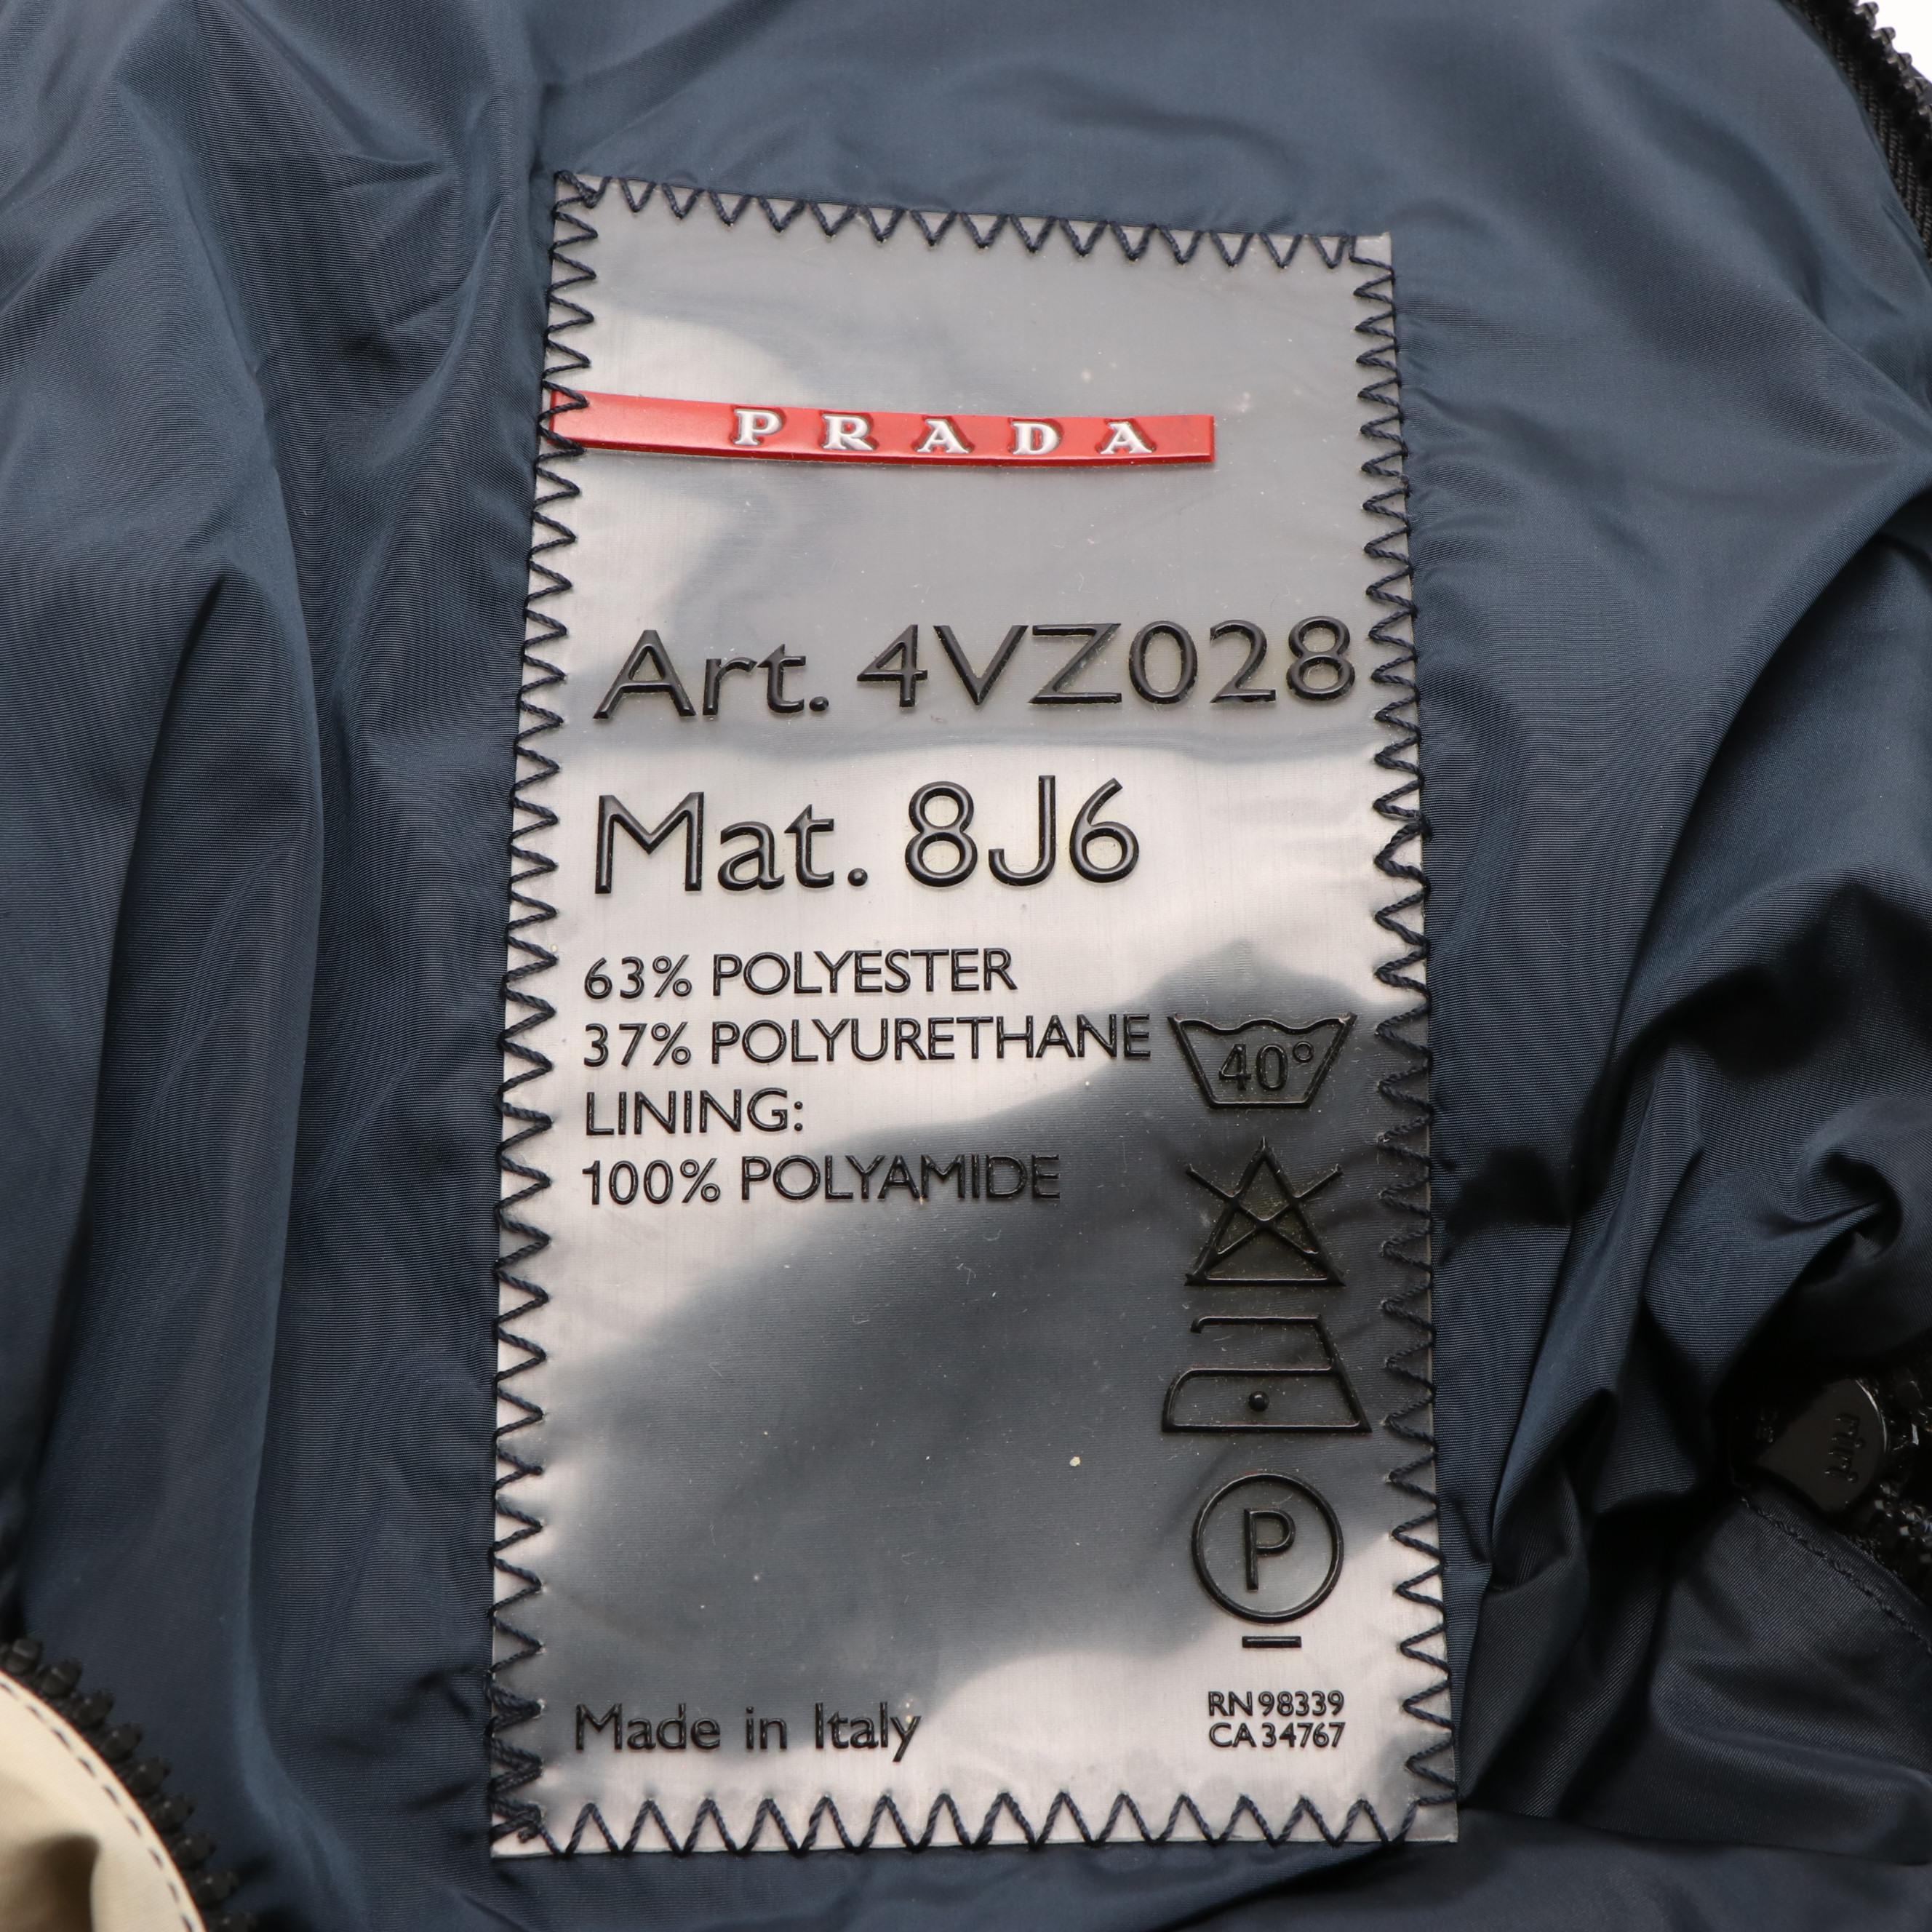 PRADA
Art. 4VZ028
Mat. 8J6
63% POLYESTER
37% POLYURETHANE
LINING:
100% POLYAMIDE
40°
P
Made in Italy
RN 98339
CA 34767